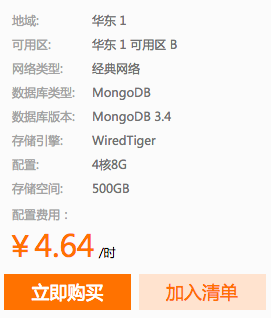 地域: 华东 1
可用区: 华东 1 可用区 B
网络类型: 经典网络
数据库类型: MongoDB
数据库版本: MongoDB 3.4
存储引擎: WiredTiger
配置: 4核8G
存储空间: 500GB
配置费用：
¥ 4.64 /时
立即购买 加入清单